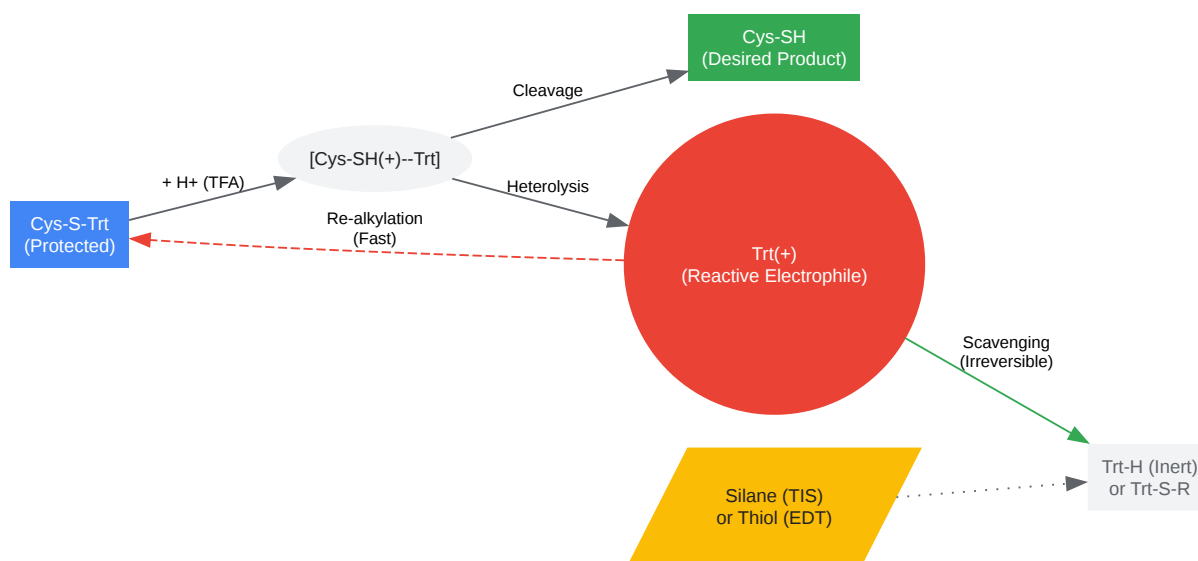 Cys-SH
(Desired Product)
Cleavage
[Cys-SH(+)--Trt]
+ H+ (TFA)
Heterolysis
Cys-S-Trt
(Protected)
Re-alkylation
(Fast)
Trt(+)
(Reactive Electrophile)
Scavenging
(Irreversible)
Trt-H (Inert)
or Trt-S-R
Silane (TIS)
or Thiol (EDT)